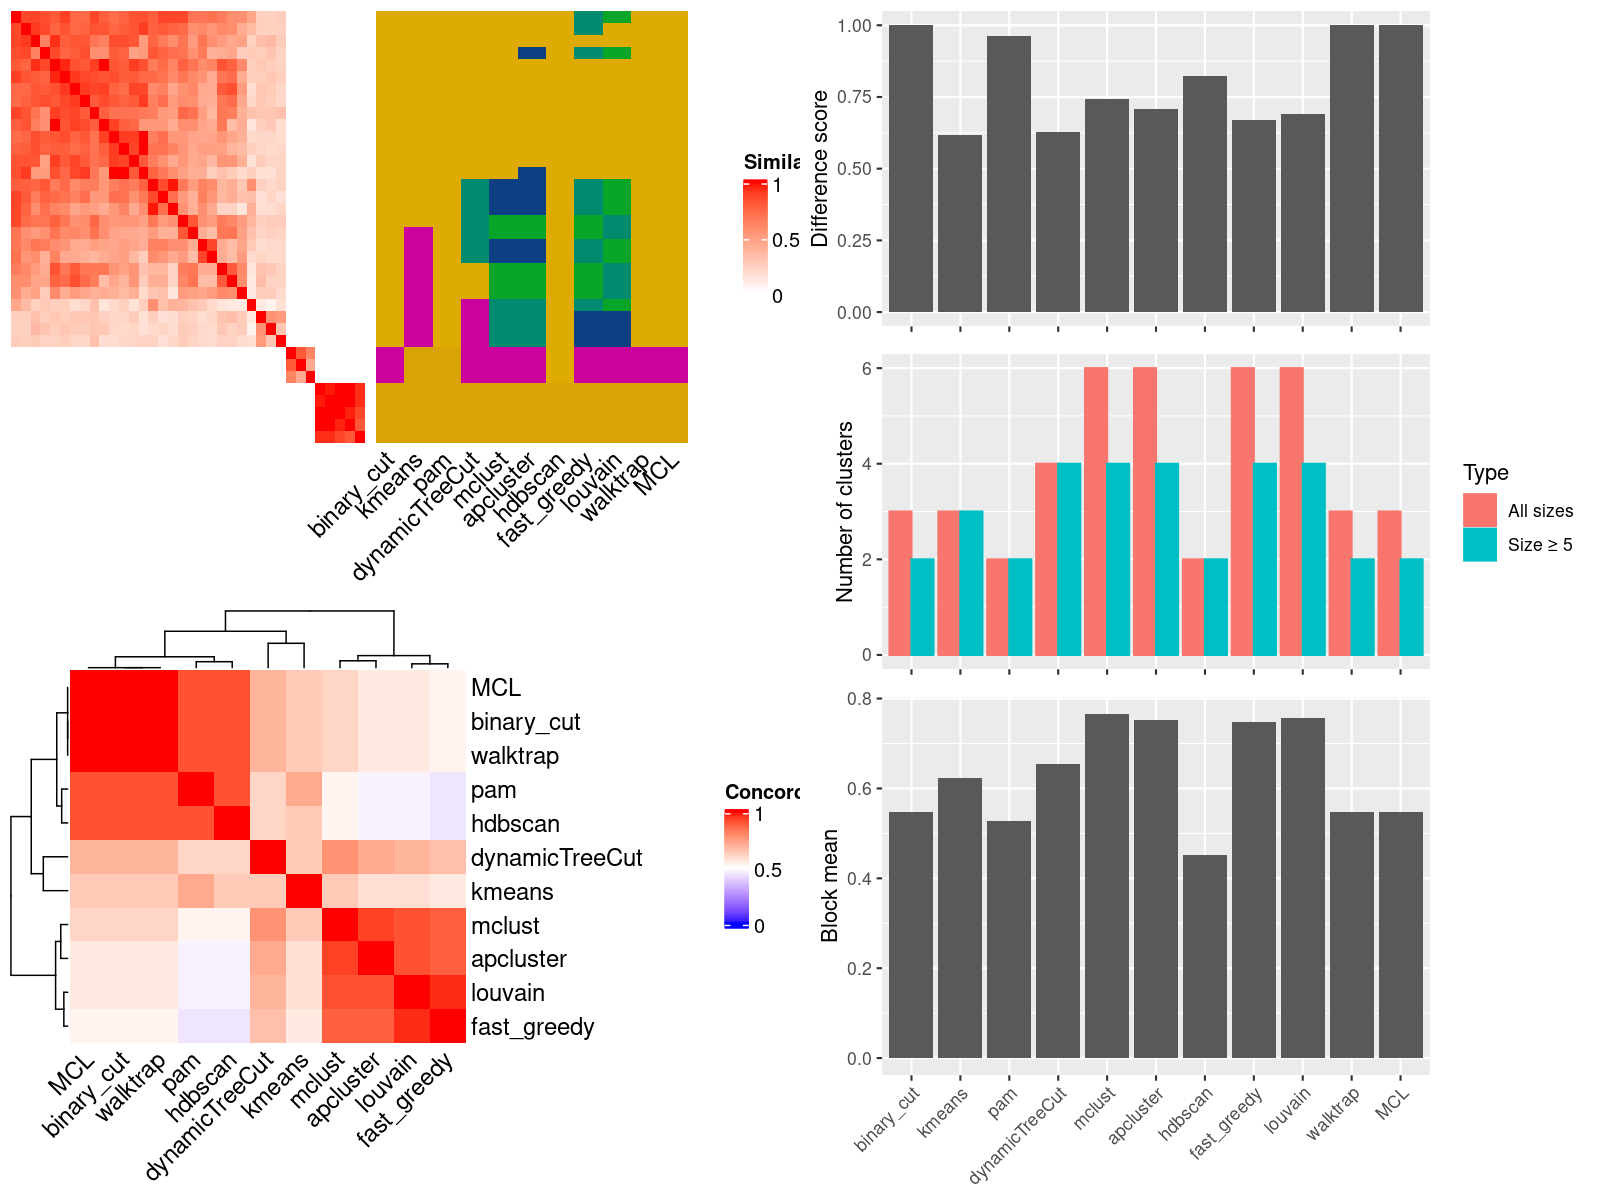 Simila
1
0.5
0
binary_cut
kmeans
pam
dynamicTreeCut
mclust
apcluster
hdbscan
fast_greedy
louvain
walktrap
MCL
Difference score
1.00
0.75
0.50
0.25
0.00
Number of clusters
6
4
2
0
Type
All sizes
Size ≥ 5
MCL
binary_cut
walktrap
pam
hdbscan
dynamicTreeCut
kmeans
mclust
apcluster
louvain
fast_greedy
MCL
binary_cut
walktrap
pam
hdbscan
dynamicTreeCut
kmeans
mclust
apcluster
louvain
fast_greedy
Concord
1
0.5
0
Block mean
0.8
0.6
0.4
0.2
0.0
binary_cut
kmeans
pam
dynamicTreeCut
mclust
apcluster
hdbscan
fast_greedy
louvain
walktrap
MCL